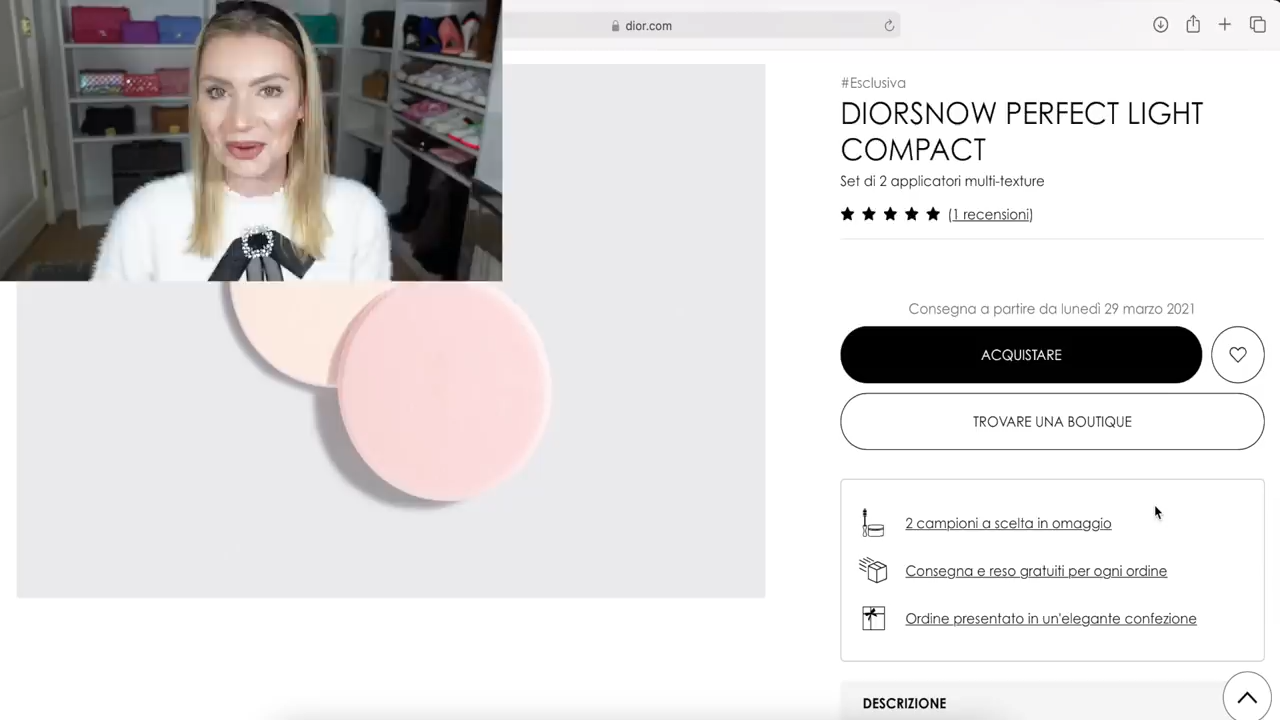 dior.com
#Esclusiva
DIORSNOW PERFECT LIGHT
COMPACT
Set di 2 applicatori multi-texture
(1 recensioni)
Consegna a partire da lunedì 29 marzo 2021
ACQUISTARE
TROVARE UNA BOUTIQUE
2 campioni a scelta in omaggio
Consegna e reso gratuiti per ogni ordine
Ordine presentato in un'elegante confezione
DESCRIZIONE